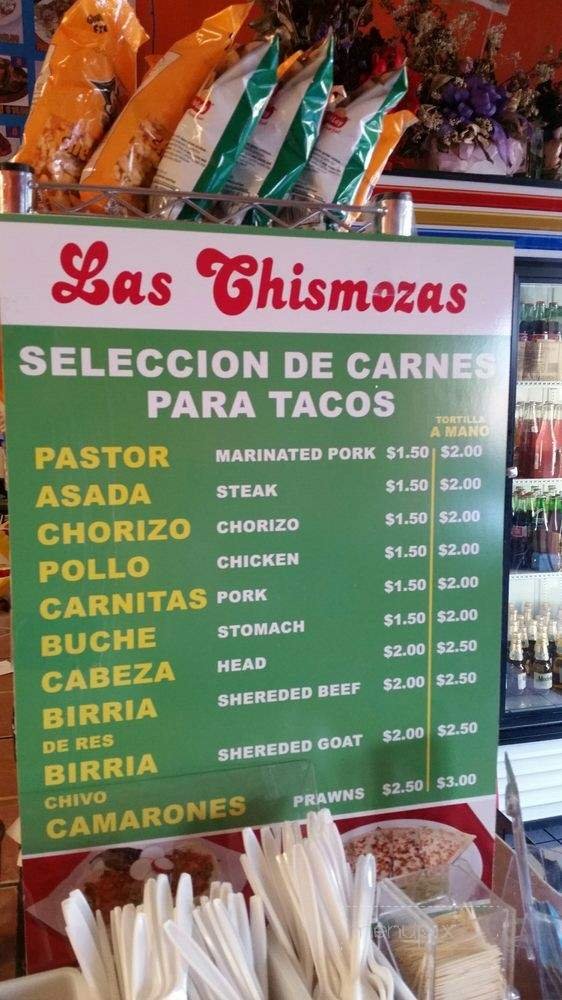 Las Chismozas
SELECCION DE CARNES
PARA TACOS
TORTILLA
A MANO
PASTOR MARINATED PORK $1.50 $2.00
ASADA STEAK $1.50 $2.00
CHORIZO CHORIZO $1.50 $2.00
POLLO CHICKEN $1.50 $2.00
CARNITAS PORK $1.50 $2.00
BUCHE STOMACH $1.50 $2.00
CABEZA HEAD $2.00 $2.50
BIRRIA SHEREDED BEEF $2.00 $2.50
DE RES
BIRRIA SHEREDED GOAT $2.00 $2.50
CHIVO
CAMARONES PRAWNS $2.50 $3.00
menupix